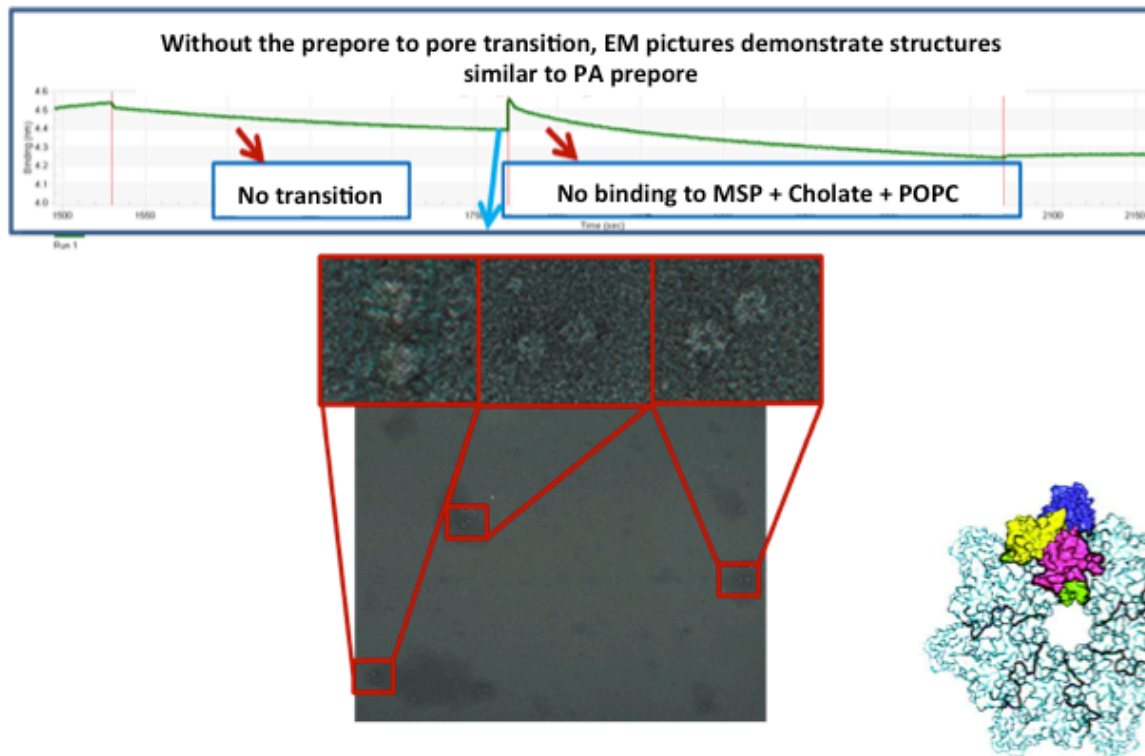 Without the prepore to pore transition, EM pictures demonstrate structures
similar to PA prepore
4.6
4.5
4.4
4.3
4.2
4.1
4.0
Binding (nm)
No transition
No binding to MSP + Cholate + POPC
1500
1550
2100
2150
Time (sec)
Run 1